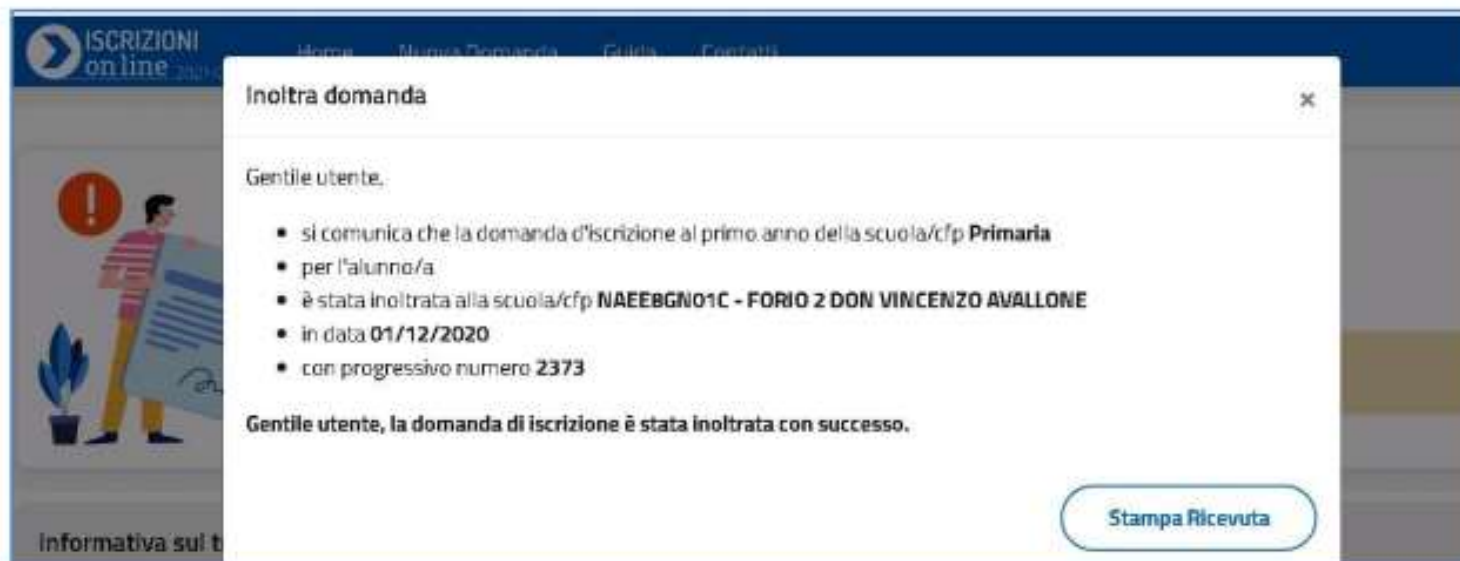 ISCRIZIONI
on line
Home Nuova Domanda Guida Contatti
Inoltra domanda
×
Gentile utente,
• si comunica che la domanda d'iscrizione al primo anno della scuola/cfp Primaria
• per l'alunno/a
• è stata inoltrata alla scuola/cfp NAEE8GN01C - FORIO 2 DON VINCENZO AVALLONE
• in data 01/12/2020
• con progressivo numero 2373
Gentile utente, la domanda di iscrizione è stata inoltrata con successo.
Stampa Ricevuta
Informativa sul t